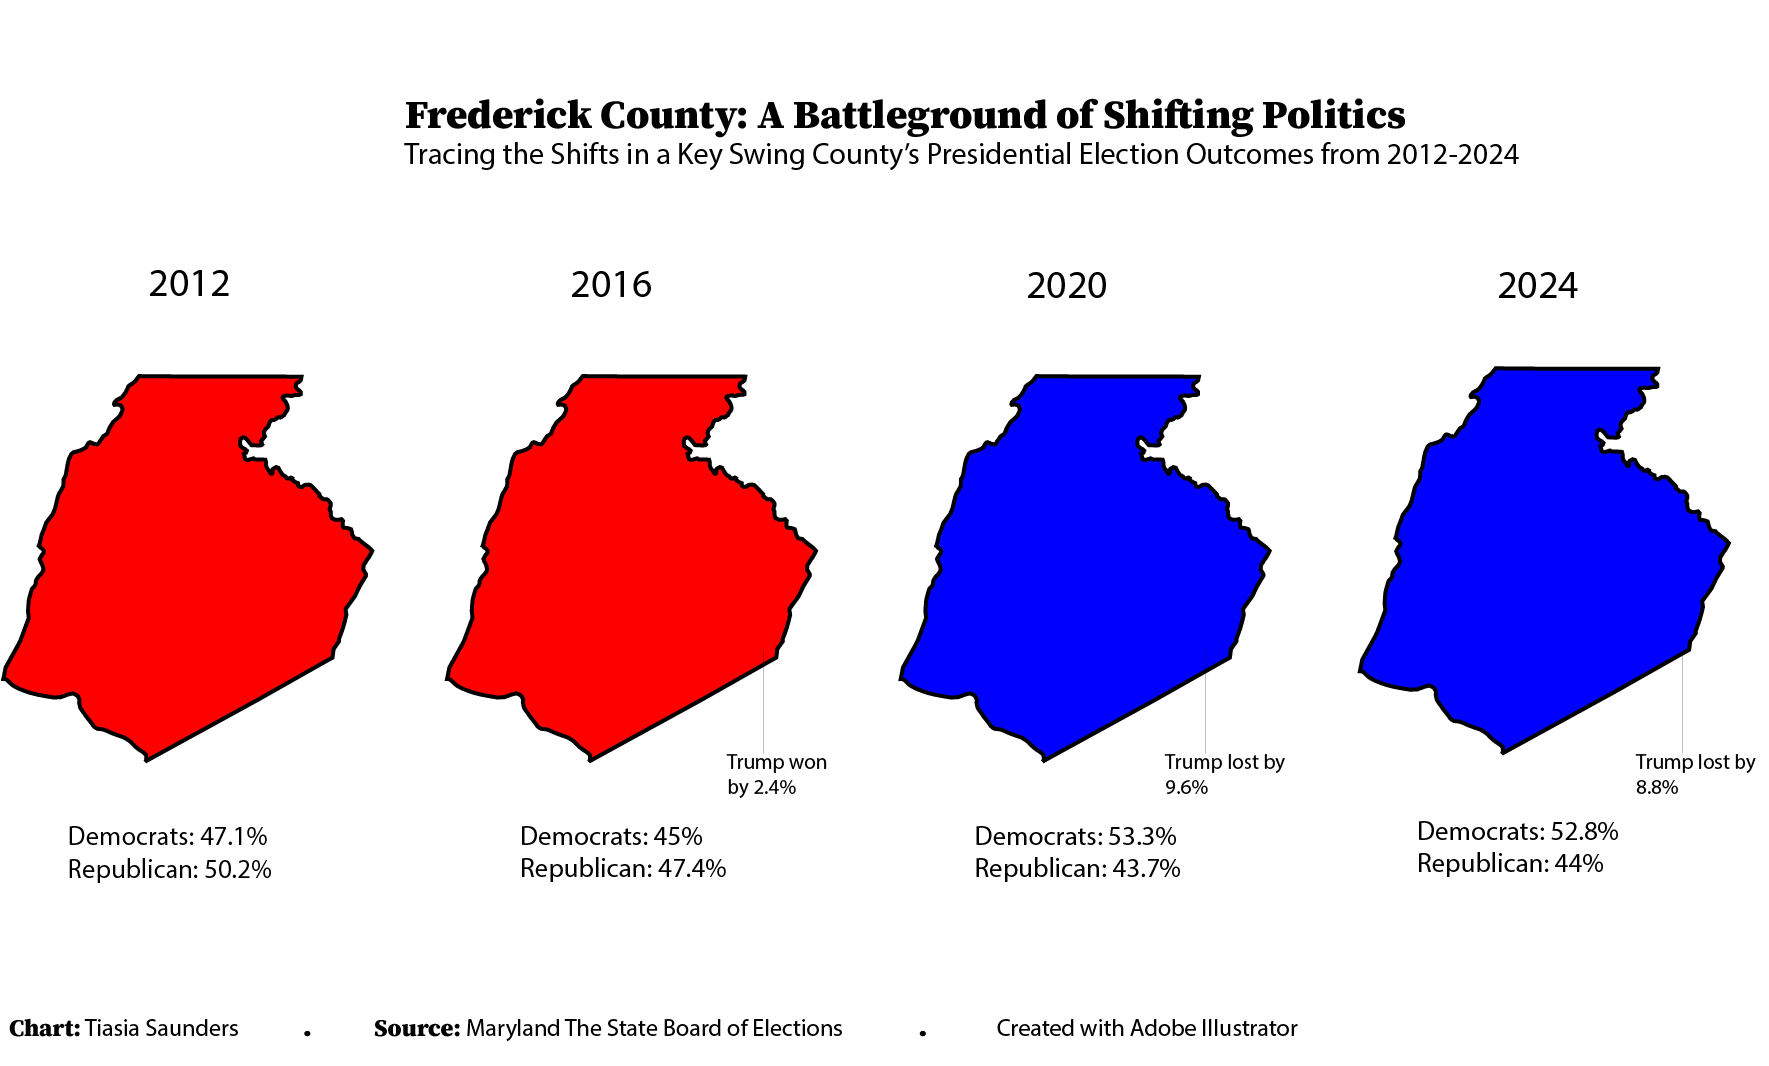 Frederick County: A Battleground of Shifting Politics
Tracing the Shifts in a Key Swing County's Presidential Election Outcomes from 2012-2024
2012
2016
2020
2024
Trump won
by 2.4%
Trump lost by
9.6%
Trump lost by
8.8%
Democrats: 47.1%
Republican: 50.2%
Democrats: 45%
Republican: 47.4%
Democrats: 53.3%
Republican: 43.7%
Democrats: 52.8%
Republican: 44%
Chart: Tiasia Saunders . Source: Maryland The State Board of Elections . Created with Adobe Illustrator